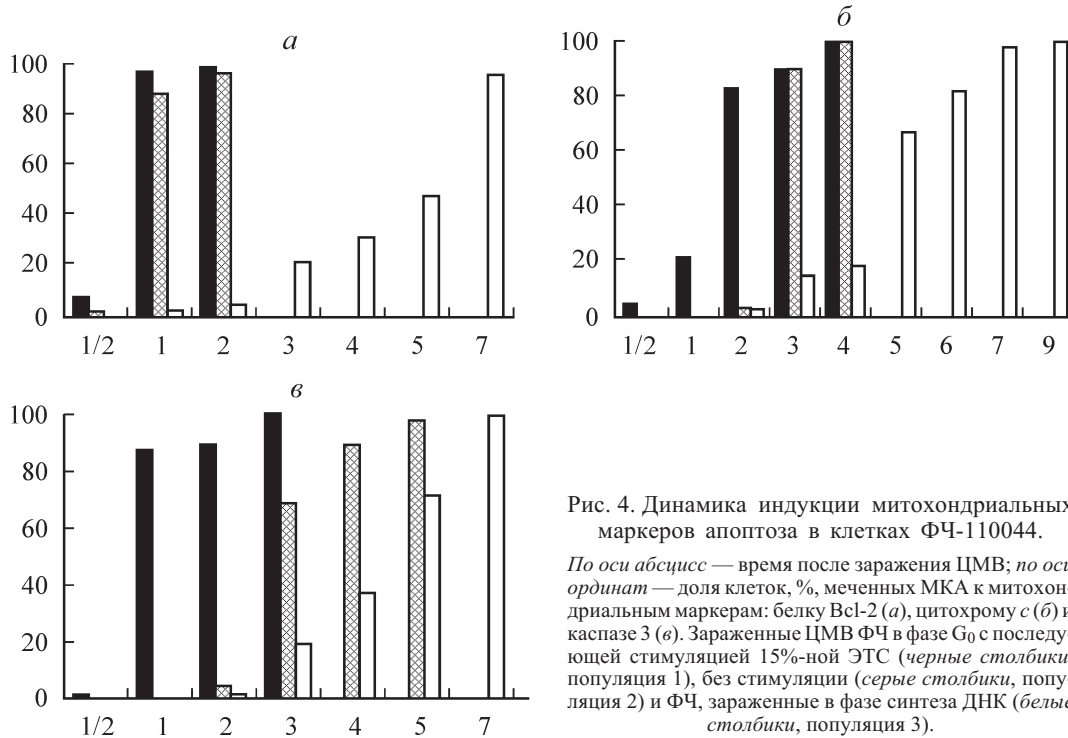 а
100
80
60
40
20
0
1/2 1 2 3 4 5 7
б
100
80
60
40
20
0
1/2 1 2 3 4 5 6 7 9
в
100
80
60
40
20
0
1/2 1 2 3 4 5 7
Рис. 4. Динамика индукции митохондриальных
маркеров апоптоза в клетках ФЧ-110044.
По оси абсцисс — время после заражения ЦМВ; по оси
ординат — доля клеток, %, меченных МКА к митохон-
дриальным маркерам: белку Bcl-2 (а), цитохрому с (б) и
каспазе 3 (в). Зараженные ЦМВ ФЧ в фазе G0 с последу-
ющей стимуляцией 15%-ной ЭТС (черные столбики,
популяция 1), без стимуляции (серые столбики, попу-
ляция 2) и ФЧ, зараженные в фазе синтеза ДНК (белые
столбики, популяция 3).